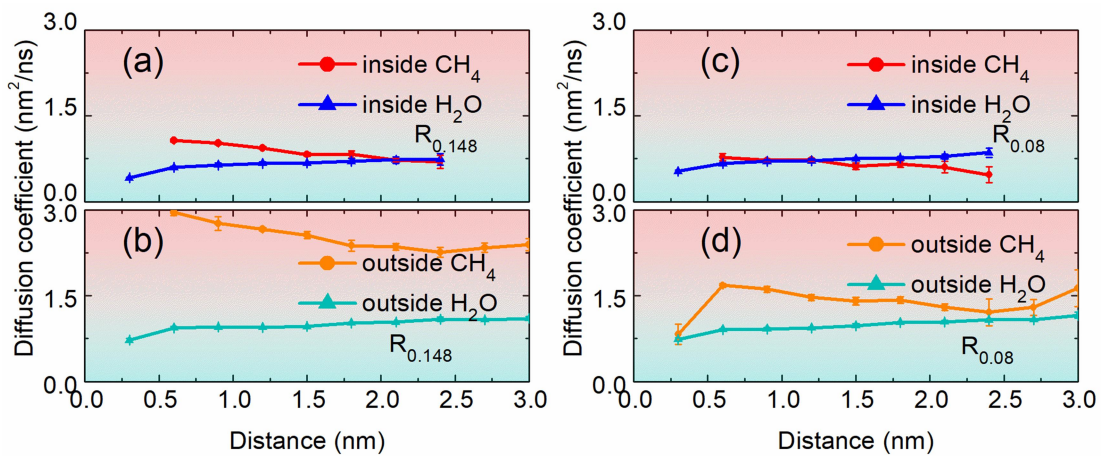 3.0
(a)
inside CH₄
inside H₂O
R₀.₁₄₈
1.5
0.0
Diffusion coefficient (nm²/ns)
3.0
(b)
outside CH₄
outside H₂O
R₀.₁₄₈
1.5
0.0
0.0 0.5 1.0 1.5 2.0 2.5 3.0
Distance (nm)
3.0
(c)
inside CH₄
inside H₂O
R₀.₀₈
1.5
0.0
Diffusion coefficient (nm²/ns)
3.0
(d)
outside CH₄
outside H₂O
R₀.₀₈
1.5
0.0
0.0 0.5 1.0 1.5 2.0 2.5 3.0
Distance (nm)